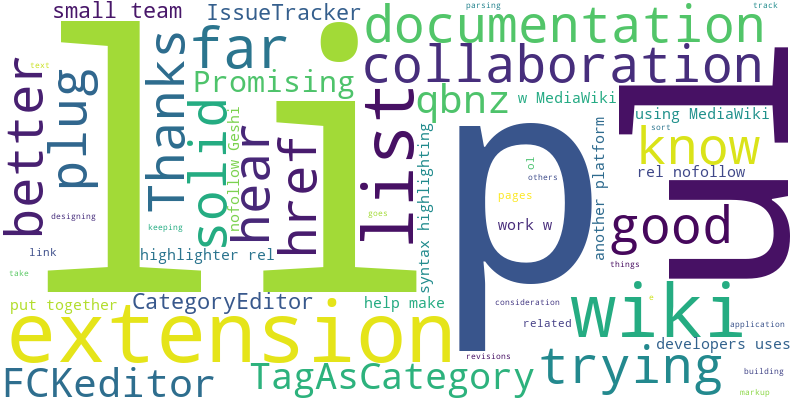 small team
IssueTracker
parsing
track
documentation
far
Thanks
collaboration
li
text
better
plug
Promising
solid
nofollow Geshi
hear
href
list
qbnz
w MediaWiki
nl
using MediaWiki
sort
know
rel nofollow
syntax highlighting
p
ol
others
another platform
pages
work w
good
things
designing
keeping
goes
link
highlighter rel
take
put together
CategoryEditor
help make
consideration
related
wiki
e
application
developers uses
extension
revisions
trying
building
FCKeditor
TagAsCategory
markup